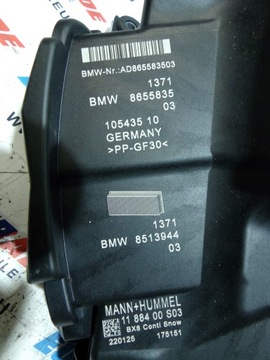 BMW-Nr.:AD865583503
1371
BMW 8655835
03
105435 10
GERMANY
>PP-GF30<
1371
BMW 8513944
03
MANN+HUMMEL
11 884 00 S03
BX8 Conti Snow
220125 175151